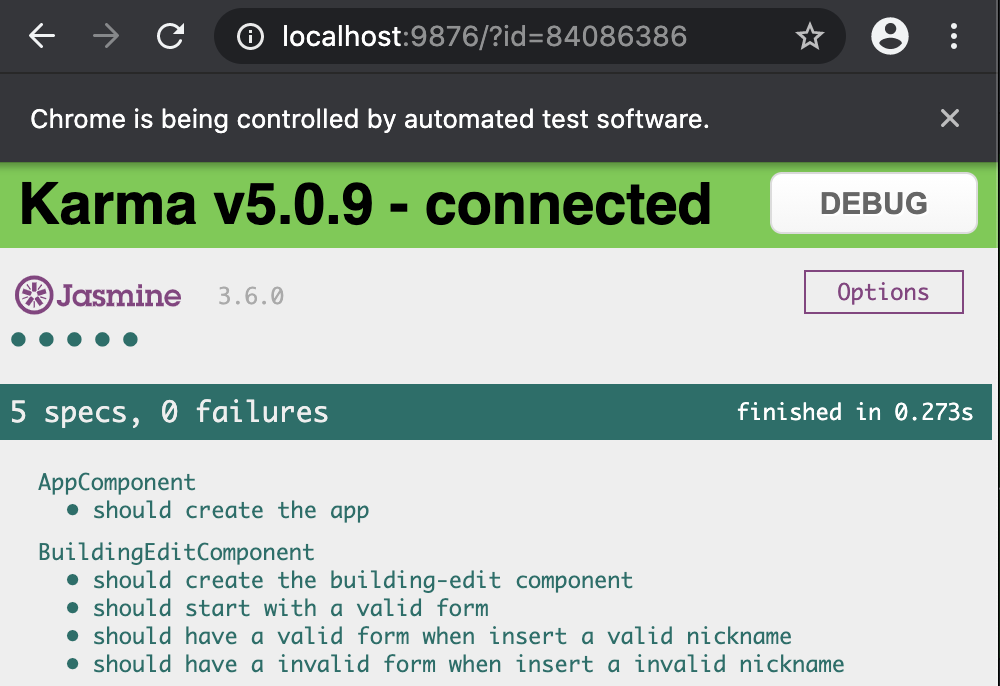 localhost:9876/?id=84086386
Chrome is being controlled by automated test software.
Karma v5.0.9 - connected
DEBUG
Jasmine 3.6.0
Options
5 specs, 0 failures
finished in 0.273s
AppComponent
• should create the app
BuildingEditComponent
• should create the building-edit component
• should start with a valid form
• should have a valid form when insert a valid nickname
• should have a invalid form when insert a invalid nickname